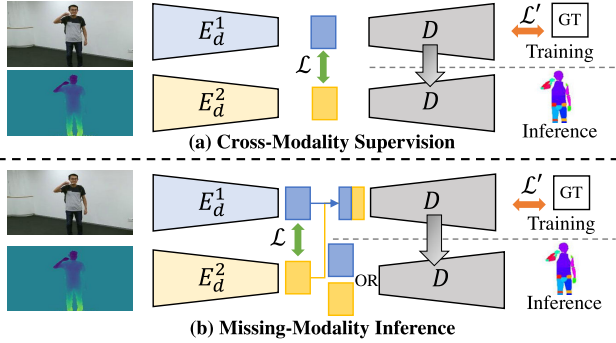 E_d^1
D
ℒ′
GT
Training
ℒ
E_d^2
D
Inference
(a) Cross-Modality Supervision
E_d^1
D
ℒ′
GT
Training
ℒ
E_d^2
OR
D
Inference
(b) Missing-Modality Inference